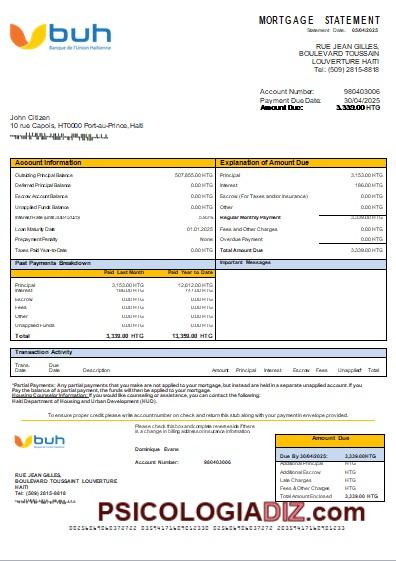 buh
Banque de l'Union Haïtienne
MORTGAGE STATEMENT
Statement Date: 05/04/2025
RUE JEAN GILLES,
BOULEVARD TOUSSAIN
LOUVERTURE HAITI
Tel: (509) 2815-8818
Account Number: 980403006
Payment Due Date: 30/04/2025
Amount Due: 3,339.00 HTG
John Citizen
10 rue Capois, HT0000 Port-au-Prince, Haiti
Account Information
Outstanding Principal Balance 507,855.00 HTG
Deferred Principal Balance 0.00 HTG
Escrow Account Balance 0.00 HTG
Unapplied Funds Balance 0.00 HTG
Loan Maturity Date 01.01.2025
Prepayment Penalty None
Taxes Paid Year-to-Date 0.00 HTG
Explanation of Amount Due
Principal 3,153.00 HTG
Interest 186.00 HTG
Escrow (For Taxes and/or Insurance) 0.00 HTG
Other 0.00 HTG
Regular Monthly Payment 3,339.00 HTG
Fees and Other Charges 0.00 HTG
Overdue Payment 0.00 HTG
Total Amount Due 3,339.00 HTG
Past Payments Breakdown
Paid Last Month Paid Year to Date
Principal 3,153.00 HTG 12,612.00 HTG
Interest 186.00 HTG
Escrow 0.00 HTG 0.00 HTG
Fees 0.00 HTG 0.00 HTG
Other 0.00 HTG 0.00 HTG
Unapplied Funds 0.00 HTG 0.00 HTG
Total 3,339.00 HTG 13,359.00 HTG
Important Messages
Transaction Activity
Trans. Date Due Date Description Amount Principal Interest Escrow Fees Unapplied* Total
*Partial Payments: Any partial payments that you make are not applied to your mortgage, but instead are held in a separate unapplied account. If you
Pay the balance of a partial payment, the funds will then be applied to your mortgage.
Housing Counselor Information: If you would like counseling or assistance, you can contact the following:
Haiti Department of Housing and Urban Development (HUD).
To ensure proper credit please write account number on check and return this stub along with your payment in envelope provided.
buh
Banque de l'Union Haïtienne
Please check this box and complete reverse side if there
is a change in billing address or insurance information
Dominique Evans
Account Number: 980403006
RUE JEAN GILLES,
BOULEVARD TOUSSAINT LOUVERTURE
HAITI
Tel: (509) 2815-8818
Amount Due
Due By 30/04/2025: 3,339.00HTG
Additional Principal HTG
Additional Escrow HTG
Late Charges HTG
Fees & Other Charges HTG
Total Amount Enclosed 3,339.00 HTG
PSICOLOGIADIZ.com